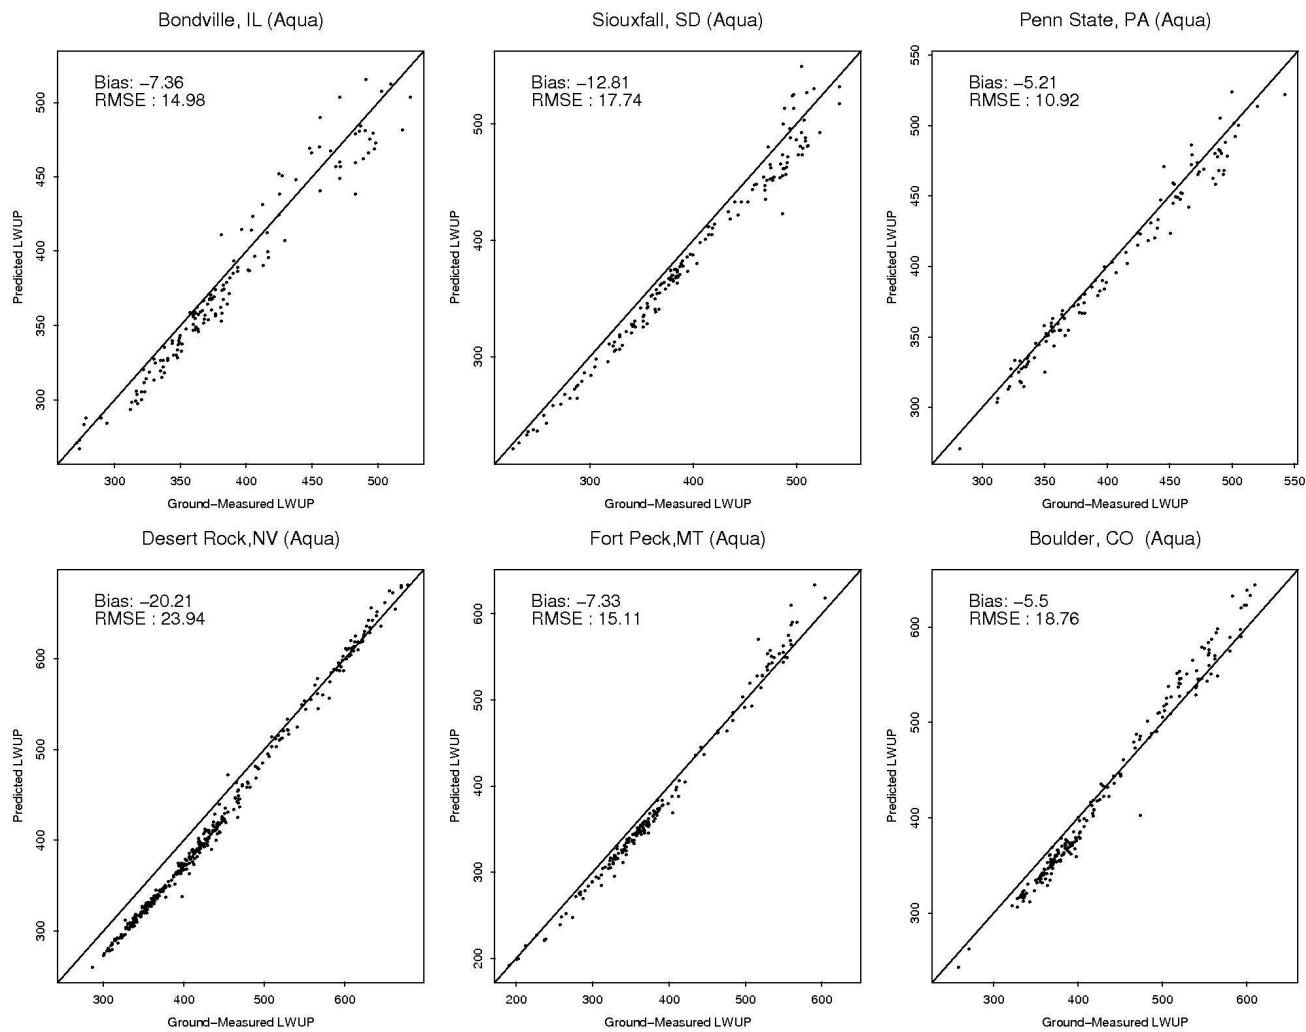 Bondville, IL (Aqua)
Bias: −7.36
RMSE : 14.98
Predicted LWUP
300 350 400 450 500
300 350 400 450 500
Ground−Measured LWUP
Siouxfall, SD (Aqua)
Bias: −12.81
RMSE : 17.74
Predicted LWUP
300 400 500
300 400 500
Ground−Measured LWUP
Penn State, PA (Aqua)
Bias: −5.21
RMSE : 10.92
Predicted LWUP
300 350 400 450 500 550
300 350 400 450 500 550
Ground−Measured LWUP
Desert Rock,NV (Aqua)
Bias: −20.21
RMSE : 23.94
Predicted LWUP
300 400 500 600
300 400 500 600
Ground−Measured LWUP
Fort Peck,MT (Aqua)
Bias: −7.33
RMSE : 15.11
Predicted LWUP
200 300 400 500 600
200 300 400 500 600
Ground−Measured LWUP
Boulder, CO (Aqua)
Bias: −5.5
RMSE : 18.76
Predicted LWUP
300 400 500 600
300 400 500 600
Ground−Measured LWUP